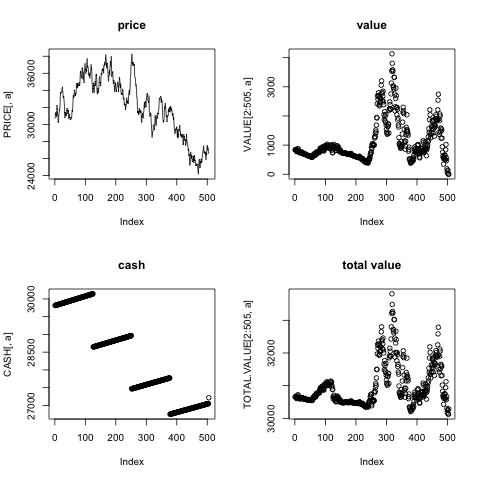 price
PRICE[, a]
24000 30000 36000
0 100 200 300 400 500
Index
value
VALUE[2:505, a]
0 1000 3000
0 100 200 300 400 500
Index
cash
CASH[, a]
27000 28500 30000
0 100 200 300 400 500
Index
total value
TOTAL.VALUE[2:505, a]
30000 32000
0 100 200 300 400 500
Index